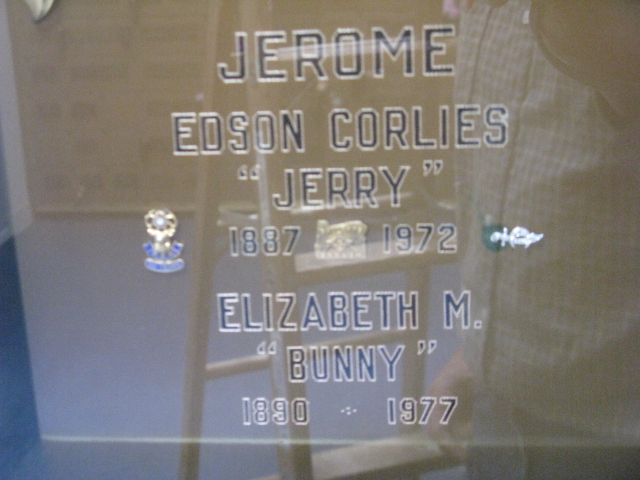 JEROME
EDSON CORLIES
"JERRY"
1887 1972
ELIZABETH M.
"BUNNY"
1890 1977